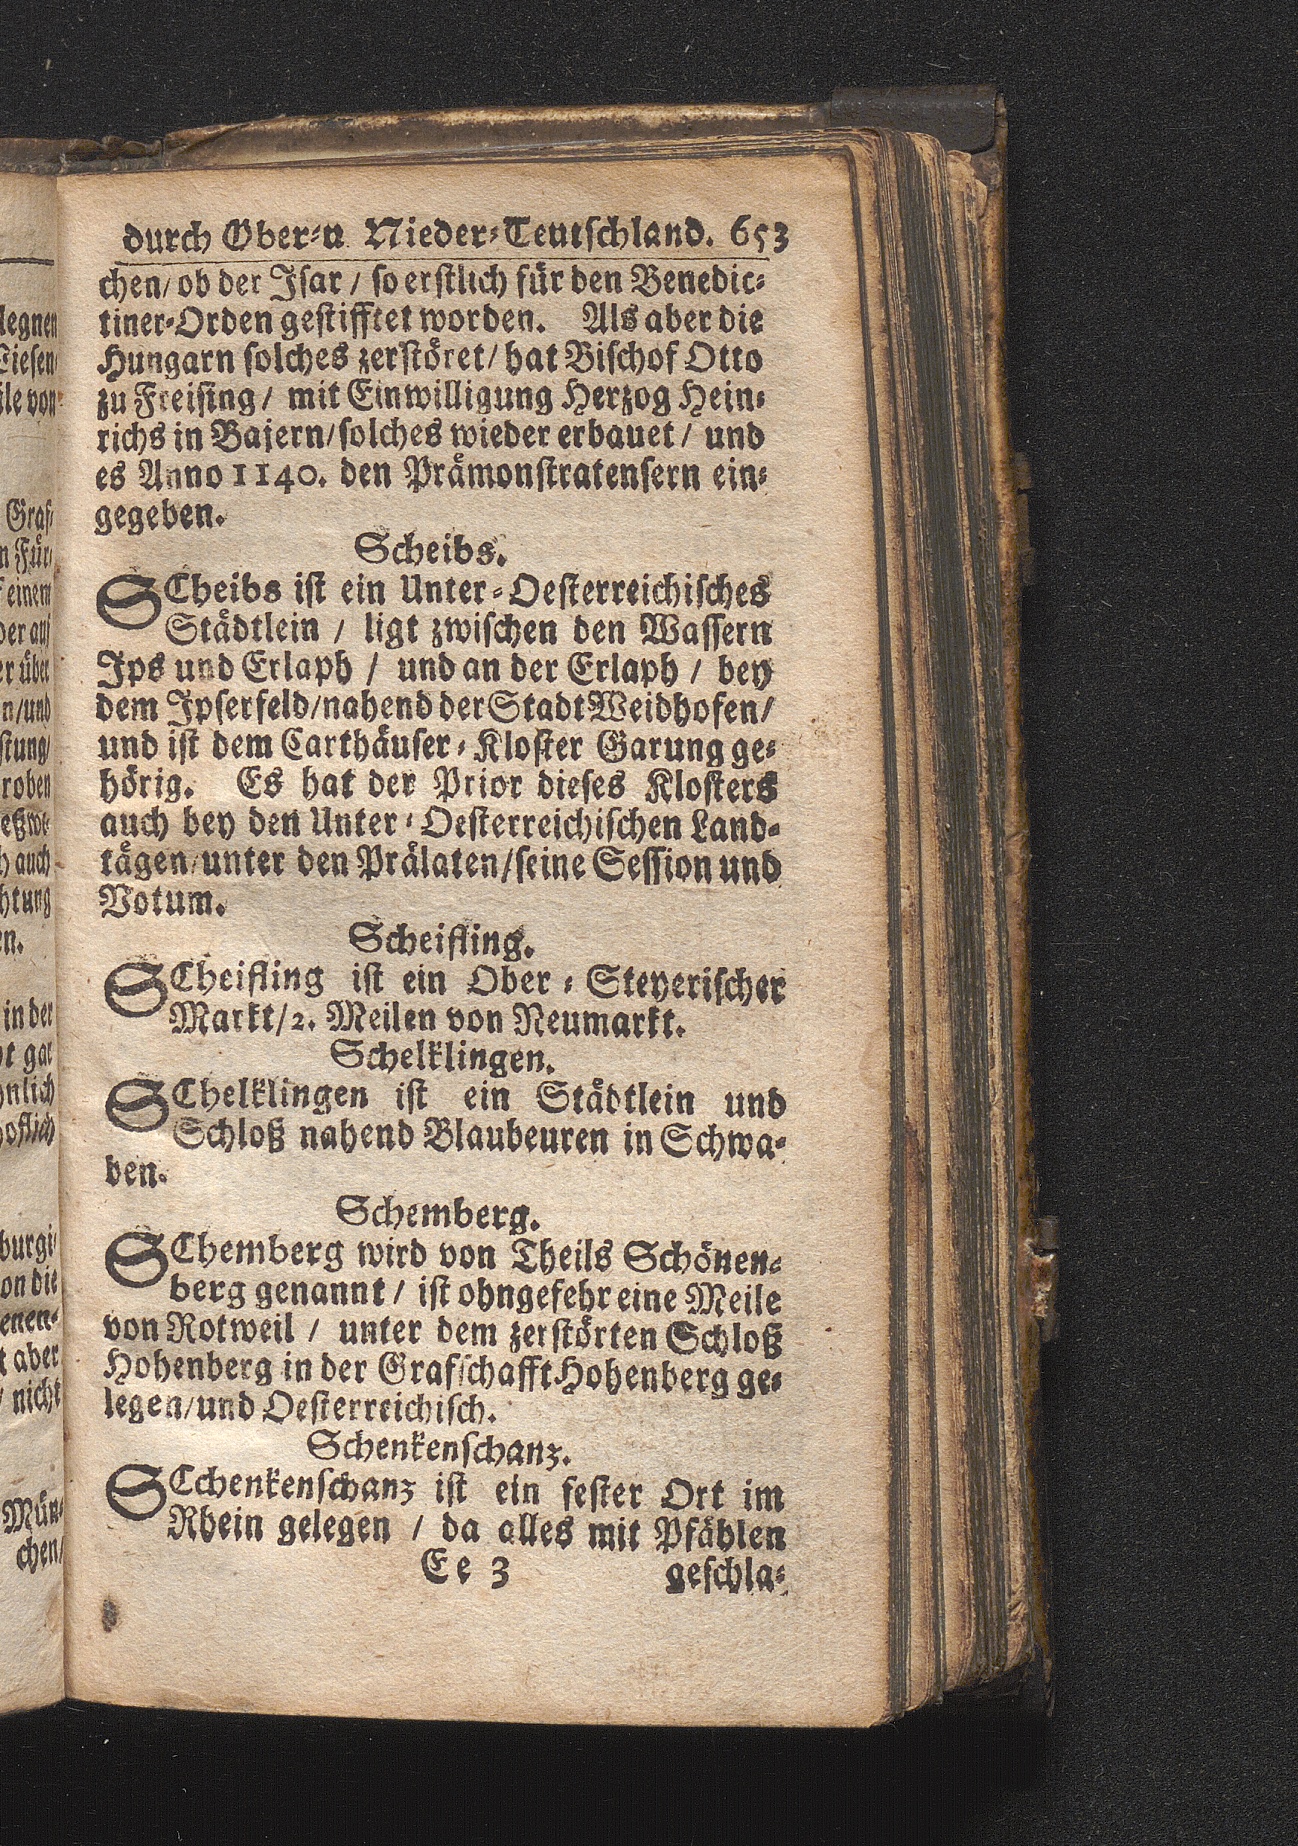 durch Ober-u. Nieder-Teutschland. 653
chen/ ob der Isar / so erstlich für den Benedic-
tiner-Orden gestifftet worden. Als aber die
Hungarn solches zerstöret/ hat Bischof Otto
zu Freising/ mit Einwilligung Herzog Hein-
richs in Bajern/ solches wieder erbauet / und
es Anno 1140. den Prämonstratensern ein-
gegeben.
Scheibs.
SCheibs ist ein Unter-Oesterreichisches
Städtlein / ligt zwischen den Wassern
Ips und Erlaph / und an der Erlaph / bey
dem Ipserfeld/ nahend der Stadt Weidhofen/
und ist dem Carthäuser-Kloster Garung ge-
hörig. Es hat der Prior dieses Klosters
auch bey den Unter-Oesterreichischen Land-
tägen/ unter den Prälaten/ seine Session und
Votum.
Scheifling.
SCheifling ist ein Ober-Steyerischer
Markt/ 2. Meilen von Neumarkt.
Schelklingen.
SChelklingen ist ein Städtlein und
Schloß nahend Blaubeuren in Schwa-
ben.
Schemberg.
SChemberg wird von Theils Schönen-
berg genannt / ist ohngefehr eine Meile
von Rotweil / unter dem zerstörten Schloß
Hohenberg in der Grafschafft Hohenberg ge-
legen/ und Oesterreichisch.
Schenkenschanz.
SCchenkenschanz ist ein fester Ort im
Rhein gelegen / da alles mit Pfählen
Ee 3 geschla-